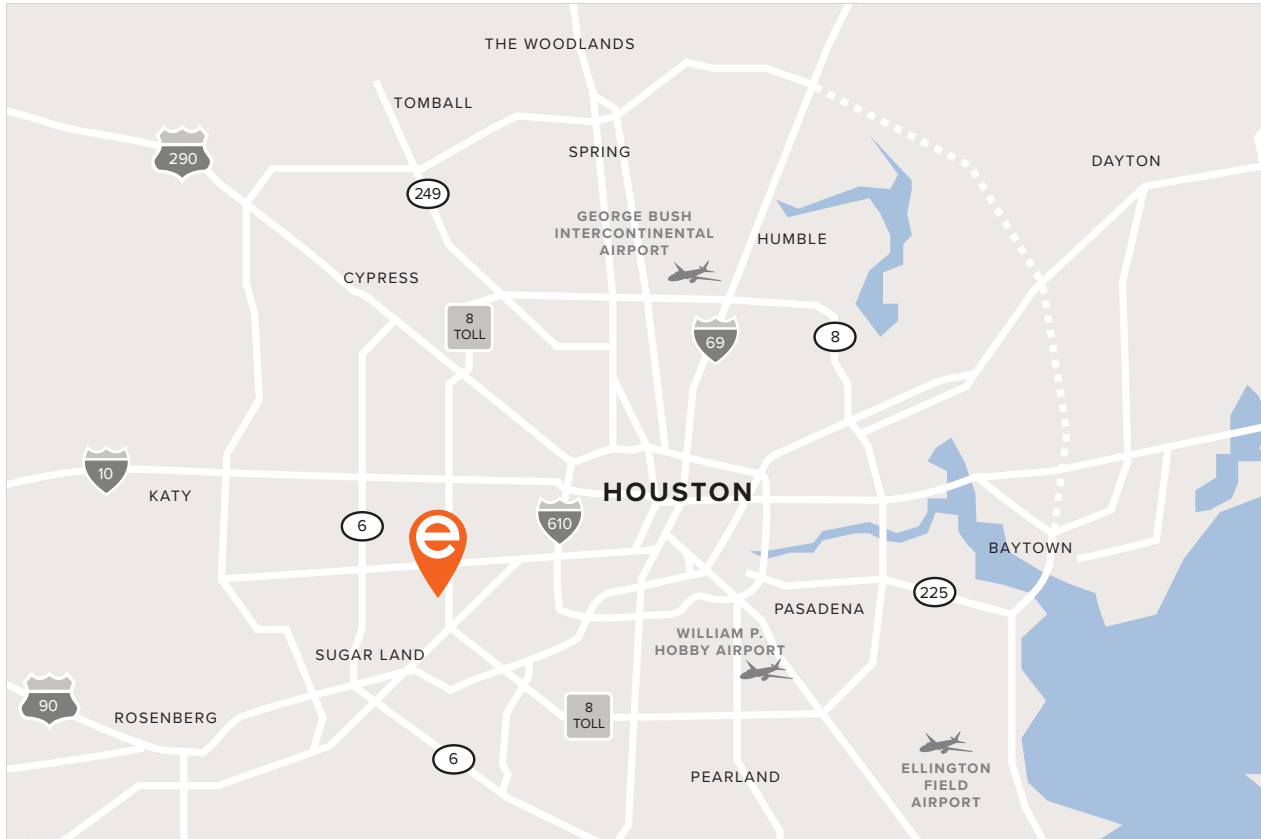 THE WOODLANDS
TOMBALL
290
SPRING
DAYTON
249
GEORGE BUSH
INTERCONTINENTAL
AIRPORT
HUMBLE
CYPRESS
8
TOLL
69
8
10
KATY
HOUSTON
6
610
e
BAYTOWN
225
PASADENA
WILLIAM P.
HOBBY AIRPORT
SUGAR LAND
90
ROSENBERG
8
TOLL
6
PEARLAND
ELLINGTON
FIELD
AIRPORT